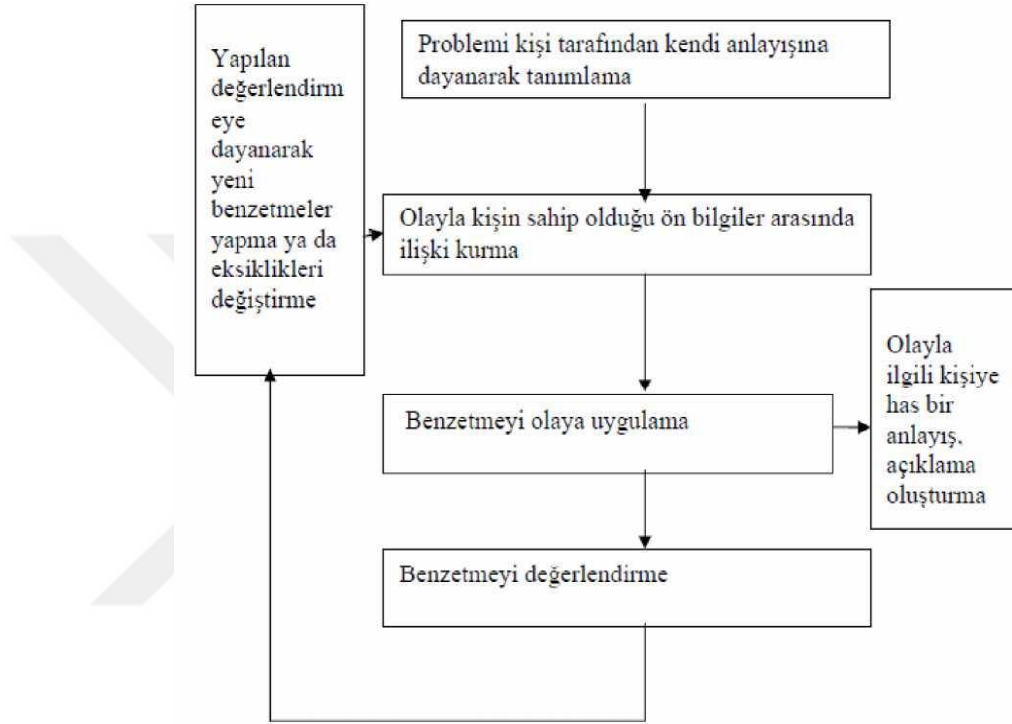 Problemi kişi tarafından kendi anlayışına
dayanarak tanımlama
Yapılan
değerlendirm
eye
dayanarak
yeni
benzetmeler
yapma ya da
eksiklikleri
değiştirme
Olayla kişin sahip olduğu ön bilgiler arasında
ilişki kurma
Benzetmeyi olaya uygulama
Olayla
ilgili kişiye
has bir
anlayış,
açıklama
oluşturma
Benzetmeyi değerlendirme